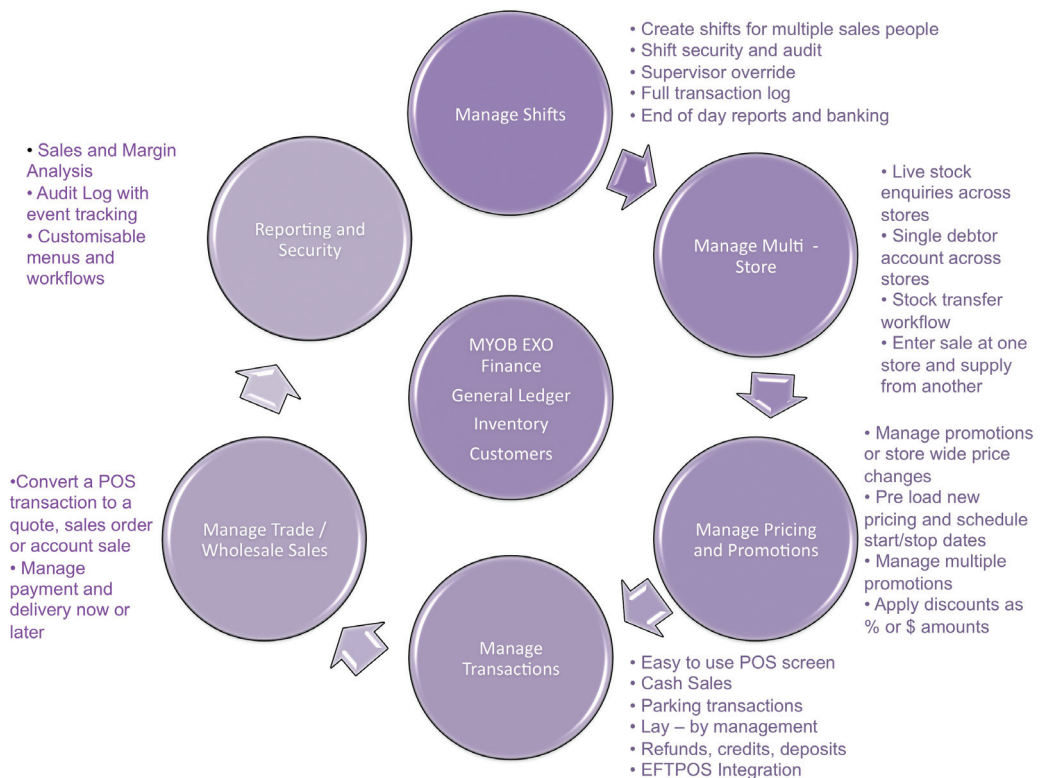 Manage Shifts
• Create shifts for multiple sales people
• Shift security and audit
• Supervisor override
• Full transaction log
• End of day reports and banking
Manage Multi -
Store
• Live stock
enquiries across
stores
• Single debtor
account across
stores
• Stock transfer
workflow
• Enter sale at one
store and supply
from another
Manage Pricing
and Promotions
• Manage promotions
or store wide price
changes
• Pre load new
pricing and schedule
start/stop dates
• Manage multiple
promotions
• Apply discounts as
% or $ amounts
Manage
Transactions
• Easy to use POS screen
• Cash Sales
• Parking transactions
• Lay – by management
• Refunds, credits, deposits
• EFTPOS Integration
Manage Trade /
Wholesale Sales
•Convert a POS
transaction to a
quote, sales order
or account sale
• Manage
payment and
delivery now or
later
Reporting and
Security
• Sales and Margin
Analysis
• Audit Log with
event tracking
• Customisable
menus and
workflows
MYOB EXO
Finance
General Ledger
Inventory
Customers